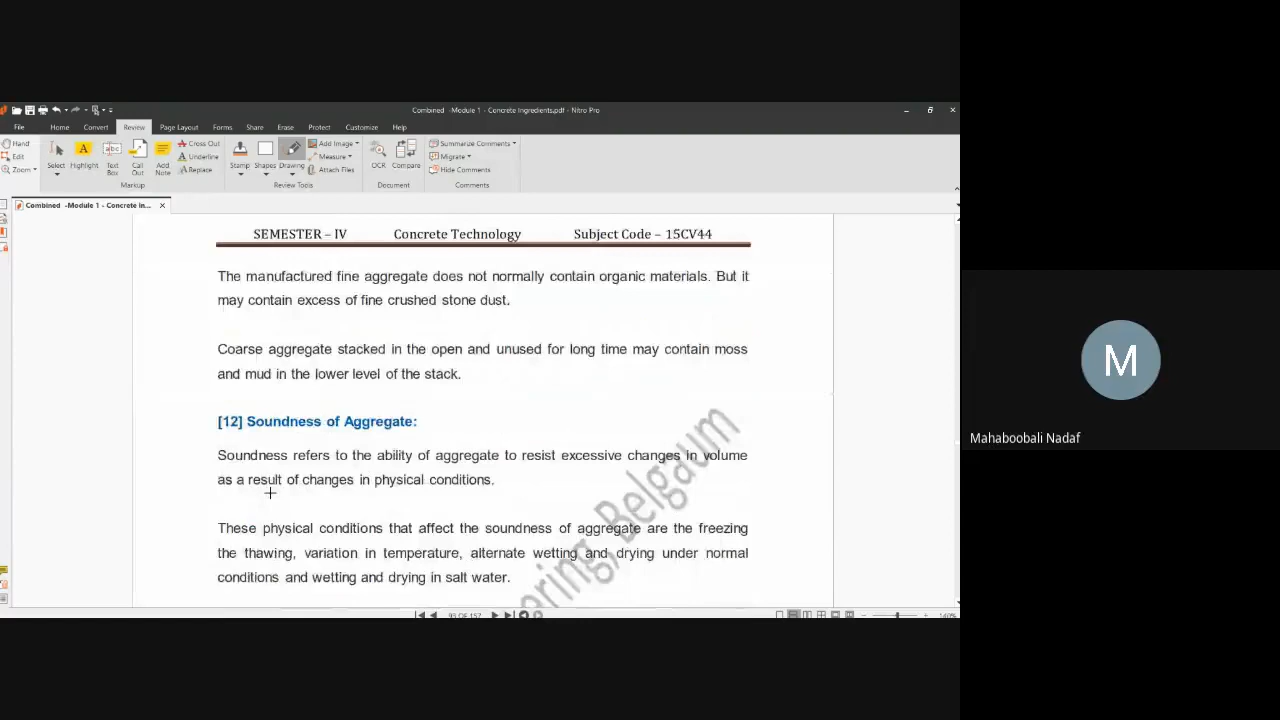 Combined -Module 1 - Concrete Ingredients.pdf - Nitro Pro
File Home Convert Review Page Layout Forms Share Erase Protect Customize Help
Hand
Edit
Zoom
Select
Highlight
Text Box
Call Out
Add Note
Cross Out
Underline
Replace
Markup
Stamp
Shapes
Drawing
Add Image
Measure
Attach Files
Review Tools
OCR
Compare
Document
Summarize Comments
Migrate
Hide Comments
Comments
Combined -Module 1 - Concrete In...
SEMESTER – IV Concrete Technology Subject Code – 15CV44
The manufactured fine aggregate does not normally contain organic materials. But it
may contain excess of fine crushed stone dust.
Coarse aggregate stacked in the open and unused for long time may contain moss
and mud in the lower level of the stack.
[12] Soundness of Aggregate:
Soundness refers to the ability of aggregate to resist excessive changes in volume
as a result of changes in physical conditions.
These physical conditions that affect the soundness of aggregate are the freezing
the thawing, variation in temperature, alternate wetting and drying under normal
conditions and wetting and drying in salt water.
ering, Belgaum
93 OF 157
140%
M
Mahaboobali Nadaf